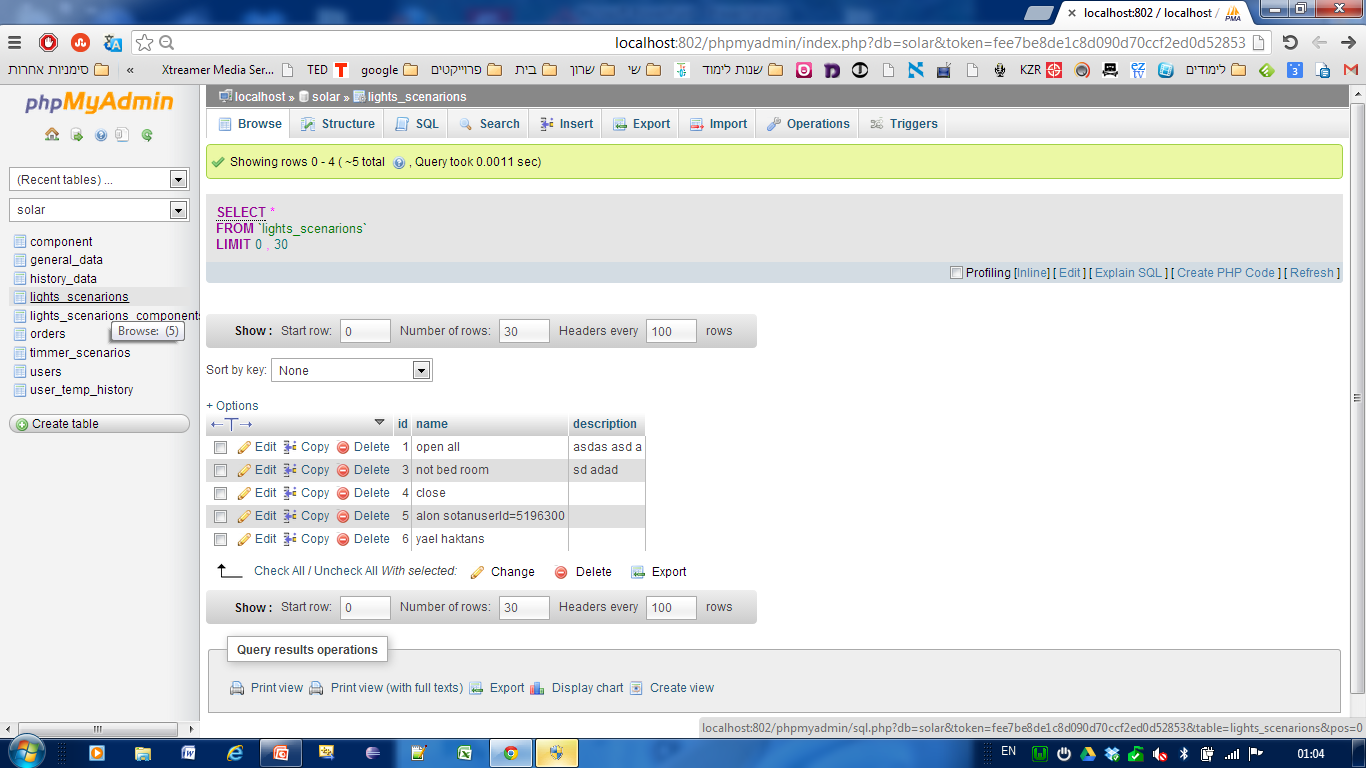 localhost:802 / localhost /
localhost:802/phpmyadmin/index.php?db=solar&token=fee7be8de1c8d090d70ccf2ed0d52853
סימניות אחרות « Xtreamer Media Ser... TED google פרוייקטים בית שרוך שי שנות לימוד KZR לימודים
phpMyAdmin
(Recent tables) ...
solar
component
general_data
history_data
lights_scenarions
lights_scenarions_components
Browse: (5)
orders
timmer_scenarios
users
user_temp_history
Create table
localhost » solar » lights_scenarions
Browse Structure SQL Search Insert Export Import Operations Triggers
Showing rows 0 - 4 ( ~5 total , Query took 0.0011 sec)
SELECT *
FROM `lights_scenarions`
LIMIT 0 , 30
Profiling [Inline] [ Edit ] [ Explain SQL ] [ Create PHP Code ] [ Refresh ]
Show : Start row: 0 Number of rows: 30 Headers every 100 rows
Sort by key: None
+ Options
←T→ id name description
Edit Copy Delete 1 open all asdas asd a
Edit Copy Delete 3 not bed room sd adad
Edit Copy Delete 4 close
Edit Copy Delete 5 alon sotanuserId=5196300
Edit Copy Delete 6 yael haktans
Check All / Uncheck All With selected: Change Delete Export
Show : Start row: 0 Number of rows: 30 Headers every 100 rows
Query results operations
Print view Print view (with full texts) Export Display chart Create view
localhost:802/phpmyadmin/sql.php?db=solar&token=fee7be8de1c8d090d70ccf2ed0d52853&table=lights_scenarions&pos=0
EN 01:04